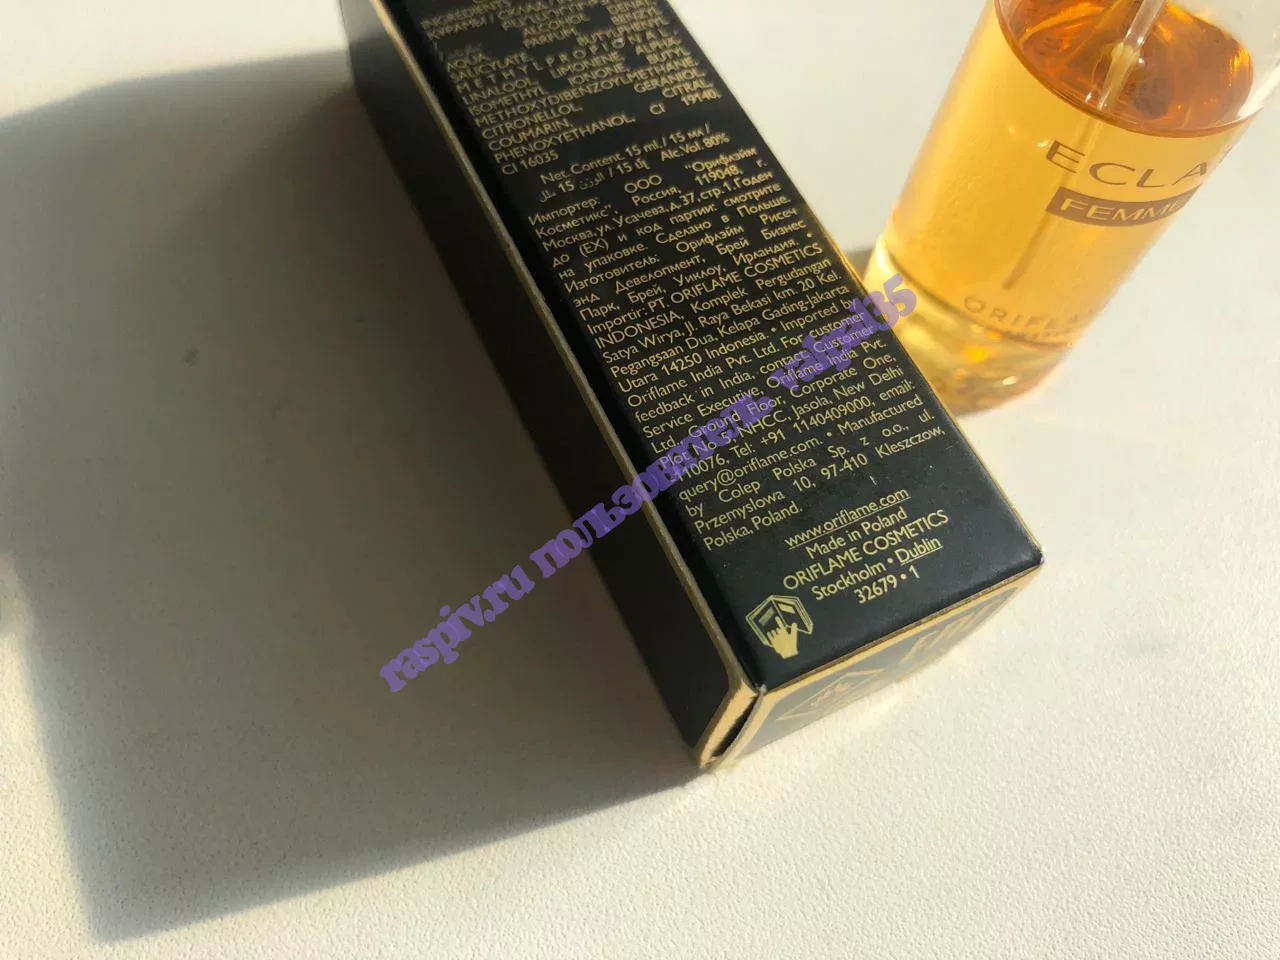 INGREDIENTS
ALCOHOL
PARFUM
AQUA
SALICYLATE
METHYLPROPIONAL
LINALOOL, LIMONENE, ALPHA-
ISOMETHYL IONONE, BUTYL
METHOXYDIBENZOYLMETHANE,
CITRONELLOL, GERANIOL,
COUMARIN, CITRAL,
PHENOXYETHANOL, CI 19140,
CI 16035
Net. Content. 15 ml./ 15 мл /
Alc.Vol. 80%
Импортер: ООО "Орифлэйм
Косметикс", Россия, 119048, г.
Москва,ул.Усачева,д.37,стр.1.Годен
до (EX) и код партии: смотрите
на упаковке. Сделано в Польше.
Изготовитель: Орифлэйм Рисеч
энд Девелопмент, Брей Бизнес
Парк, Брей, Уиклоу, Ирландия. •
Importir: PT. ORIFLAME COSMETICS
INDONESIA, Komplek Pergudangan
Satya Wirya, Jl. Raya Bekasi km. 20 Kel.
Pegangsaan Dua, Kelapa Gading-Jakarta
Utara 14250 Indonesia. • Imported by
Oriflame India Pvt. Ltd. For customer
feedback in India, contact: Customer
Service Executive, Oriflame India Pvt.
Ltd., Ground Floor, Corporate One,
Plot No 5, NHCC, Jasola, New Delhi
110076, Tel: +91 1140409000, email:
query@oriflame.com. • Manufactured
by Colep Polska Sp. z o.o., ul.
Przemyslowa 10, 97-410 Kleszczow,
Polska, Poland.
www.oriflame.com
Made in Poland
ORIFLAME COSMETICS
Stockholm • Dublin
32679 • 1
ECLA
FEMME
ORIFLA
raspiv.ru пользователь valya35